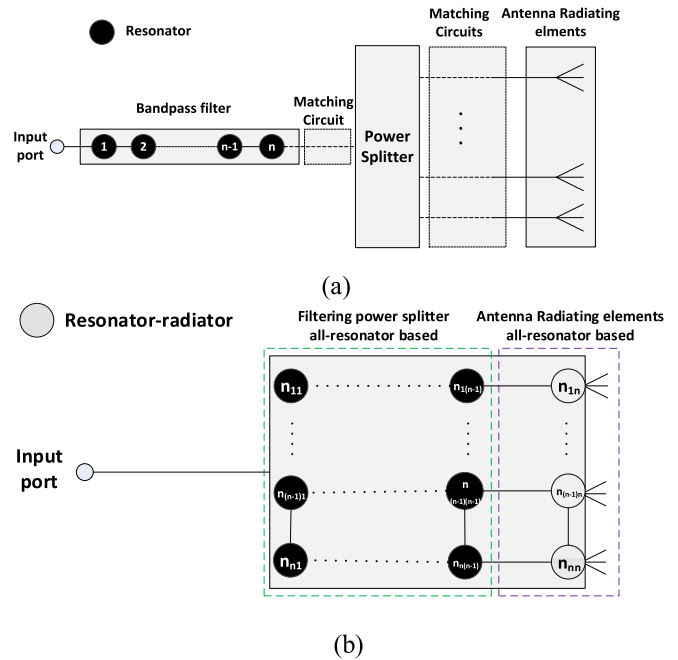 Resonator
Matching
Circuits
Antenna Radiating
elments
Bandpass filter
Matching
Circuit
Input
port
1
2
n-1
n
Power
Splitter
(a)
Resonator-radiator
Filtering power splitter
all-resonator based
Antenna Radiating elements
all-resonator based
n11
n1(n-1)
n1n
Input
port
n(n-1)1
n
(n-1)(n-1)
n(n-1)n
nn1
nn(n-1)
nnn
(b)